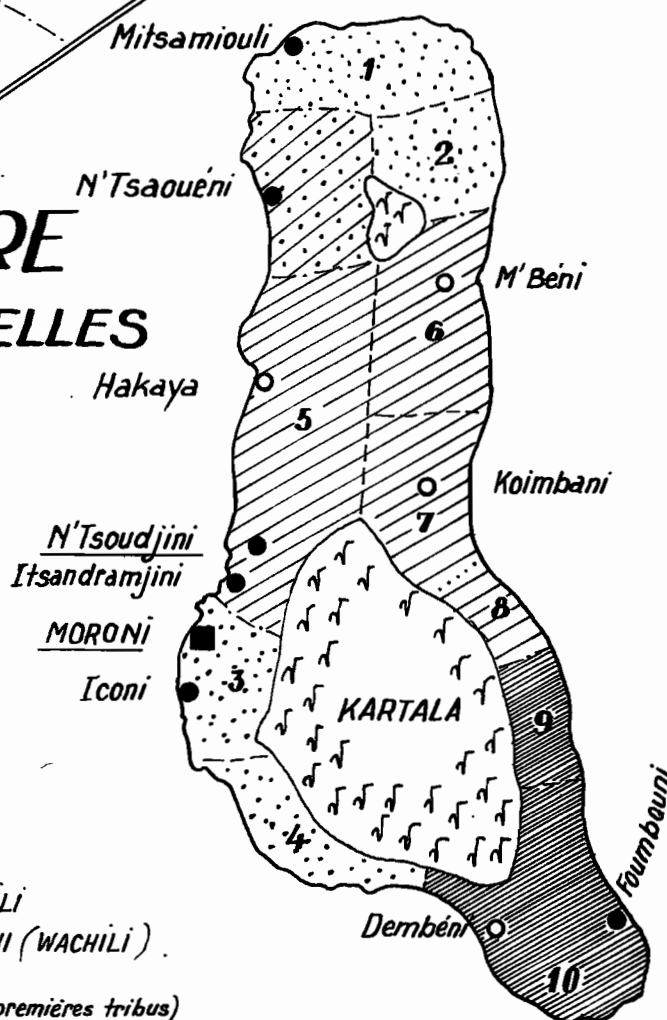 Mitsamiouli
1
2
N'Tsaouéni
RE
ELLES
M'Béni
6
Hakaya
5
Koimbani
7
N'Tsoudjini
Itsandramjini
8
MORONI
3
Iconi
KARTALA
9
4
Foumbouni
LI
Dembéni
I (WACHILI).
10
premiéres tribus)